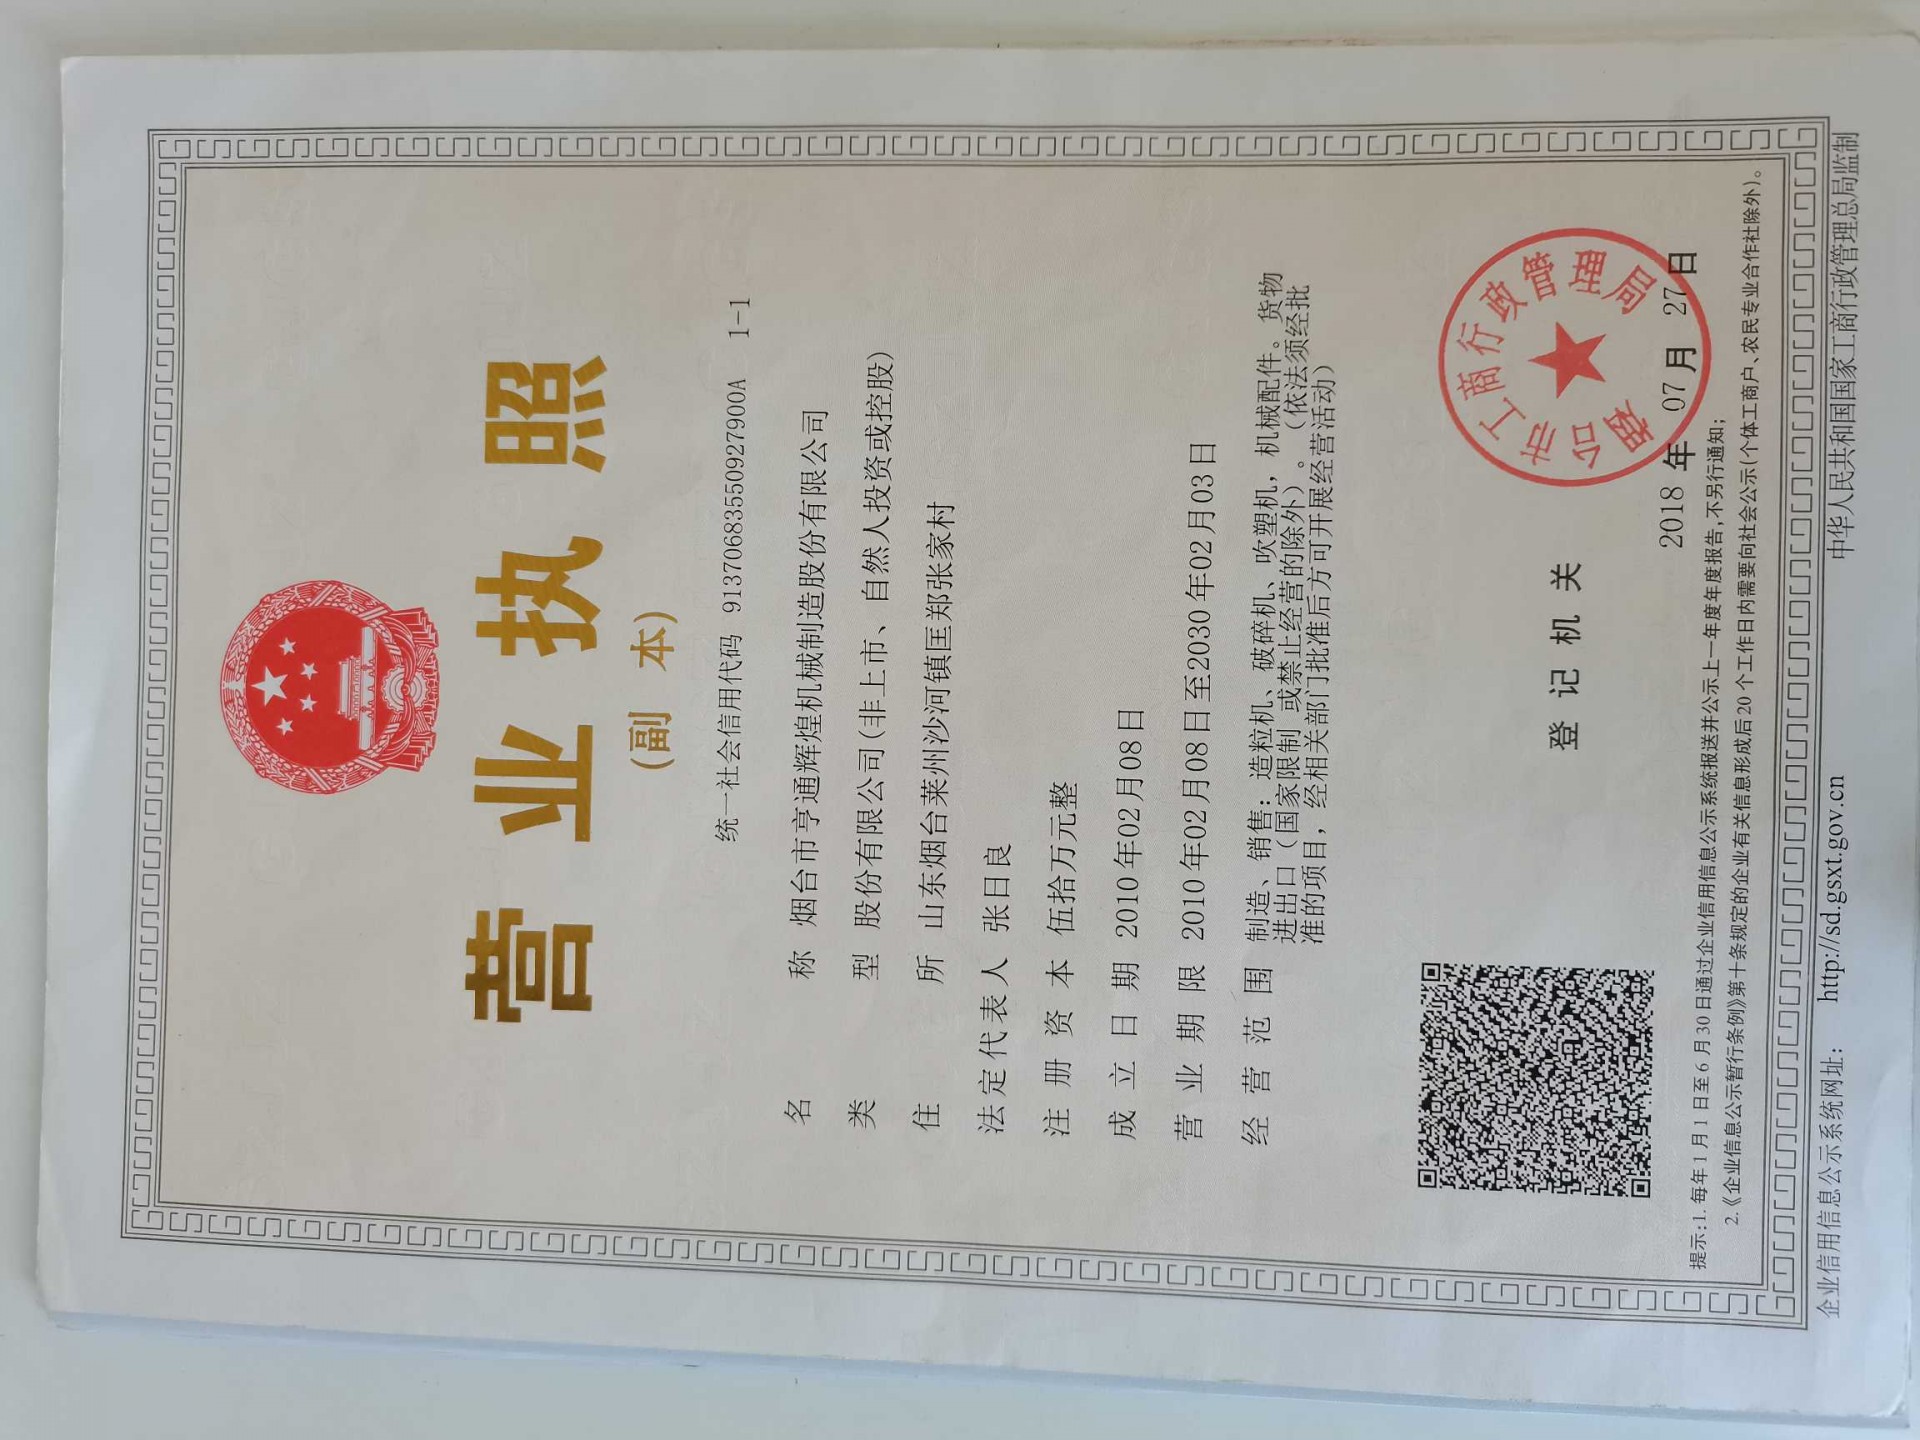 营业执照
(副 本)
统一社会信用代码 91370683550927900A 1-1
名 称 烟台市亨通辉煌机械制造股份有限公司
类 型 股份有限公司(非上市、自然人投资或控股)
住 所 山东烟台莱州沙河镇匡郑张家村
法定代表人 张日良
注册资本 伍拾万元整
成立日期 2010年02月08日
营业期限 2010年02月08日至2030年02月03日
经营范围 制造、销售：造粒机、破碎机、吹塑机，机械配件。货物
进出口（国家限制 或禁止经营的除外）。（依法须经批
准的项目，经相关部门批准后方可开展经营活动）
登记机关
烟台市工商行政管理局
2018 年 07 月 27 日
提示:1. 每年1月1日至6月30日通过企业信用信息公示系统报送并公示上一年度年度报告,不另行通知;
2.《企业信息公示暂行条例》第十条规定的企业有关信息形成后20个工作日内需要向社会公示(个体工商户、农民专业合作社除外)。
企业信用信息公示系统网址: http://sd.gsxt.gov.cn 中华人民共和国国家工商行政管理总局监制